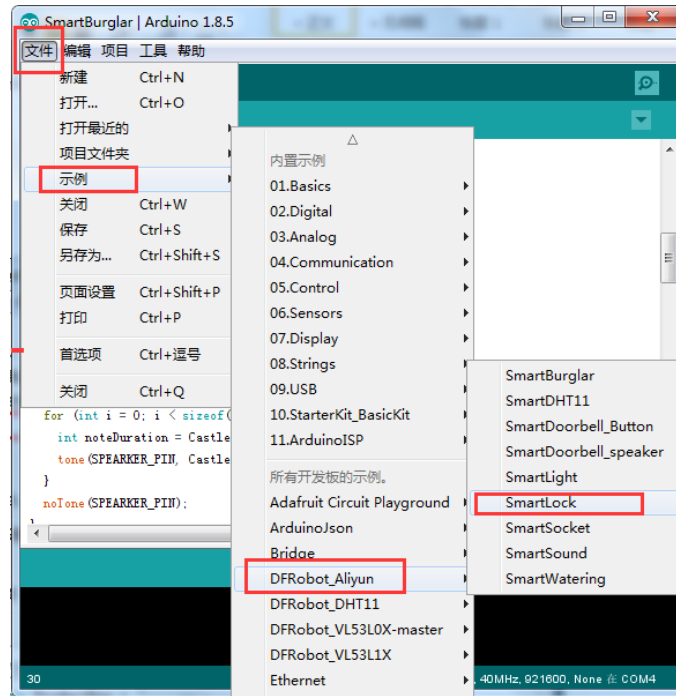 SmartBurglar | Arduino 1.8.5
文件 编辑 项目 工具 帮助
新建 Ctrl+N
打开... Ctrl+O
打开最近的
项目文件夹
示例
关闭 Ctrl+W
保存 Ctrl+S
另存为... Ctrl+Shift+S
页面设置 Ctrl+Shift+P
打印 Ctrl+P
首选项 Ctrl+逗号
关闭 Ctrl+Q
for (int i = 0; i < sizeof(
int noteDuration = Castle
tone(SPEARKER_PIN, Castle
}
noTone(SPEARKER_PIN);
内置示例
01.Basics
02.Digital
03.Analog
04.Communication
05.Control
06.Sensors
07.Display
08.Strings
09.USB
10.StarterKit_BasicKit
11.ArduinoISP
所有开发板的示例。
Adafruit Circuit Playground
ArduinoJson
Bridge
DFRobot_Aliyun
DFRobot_DHT11
DFRobot_VL53L0X-master
DFRobot_VL53L1X
Ethernet
SmartBurglar
SmartDHT11
SmartDoorbell_Button
SmartDoorbell_speaker
SmartLight
SmartLock
SmartSocket
SmartSound
SmartWatering
30
, 40MHz, 921600, None 在 COM4